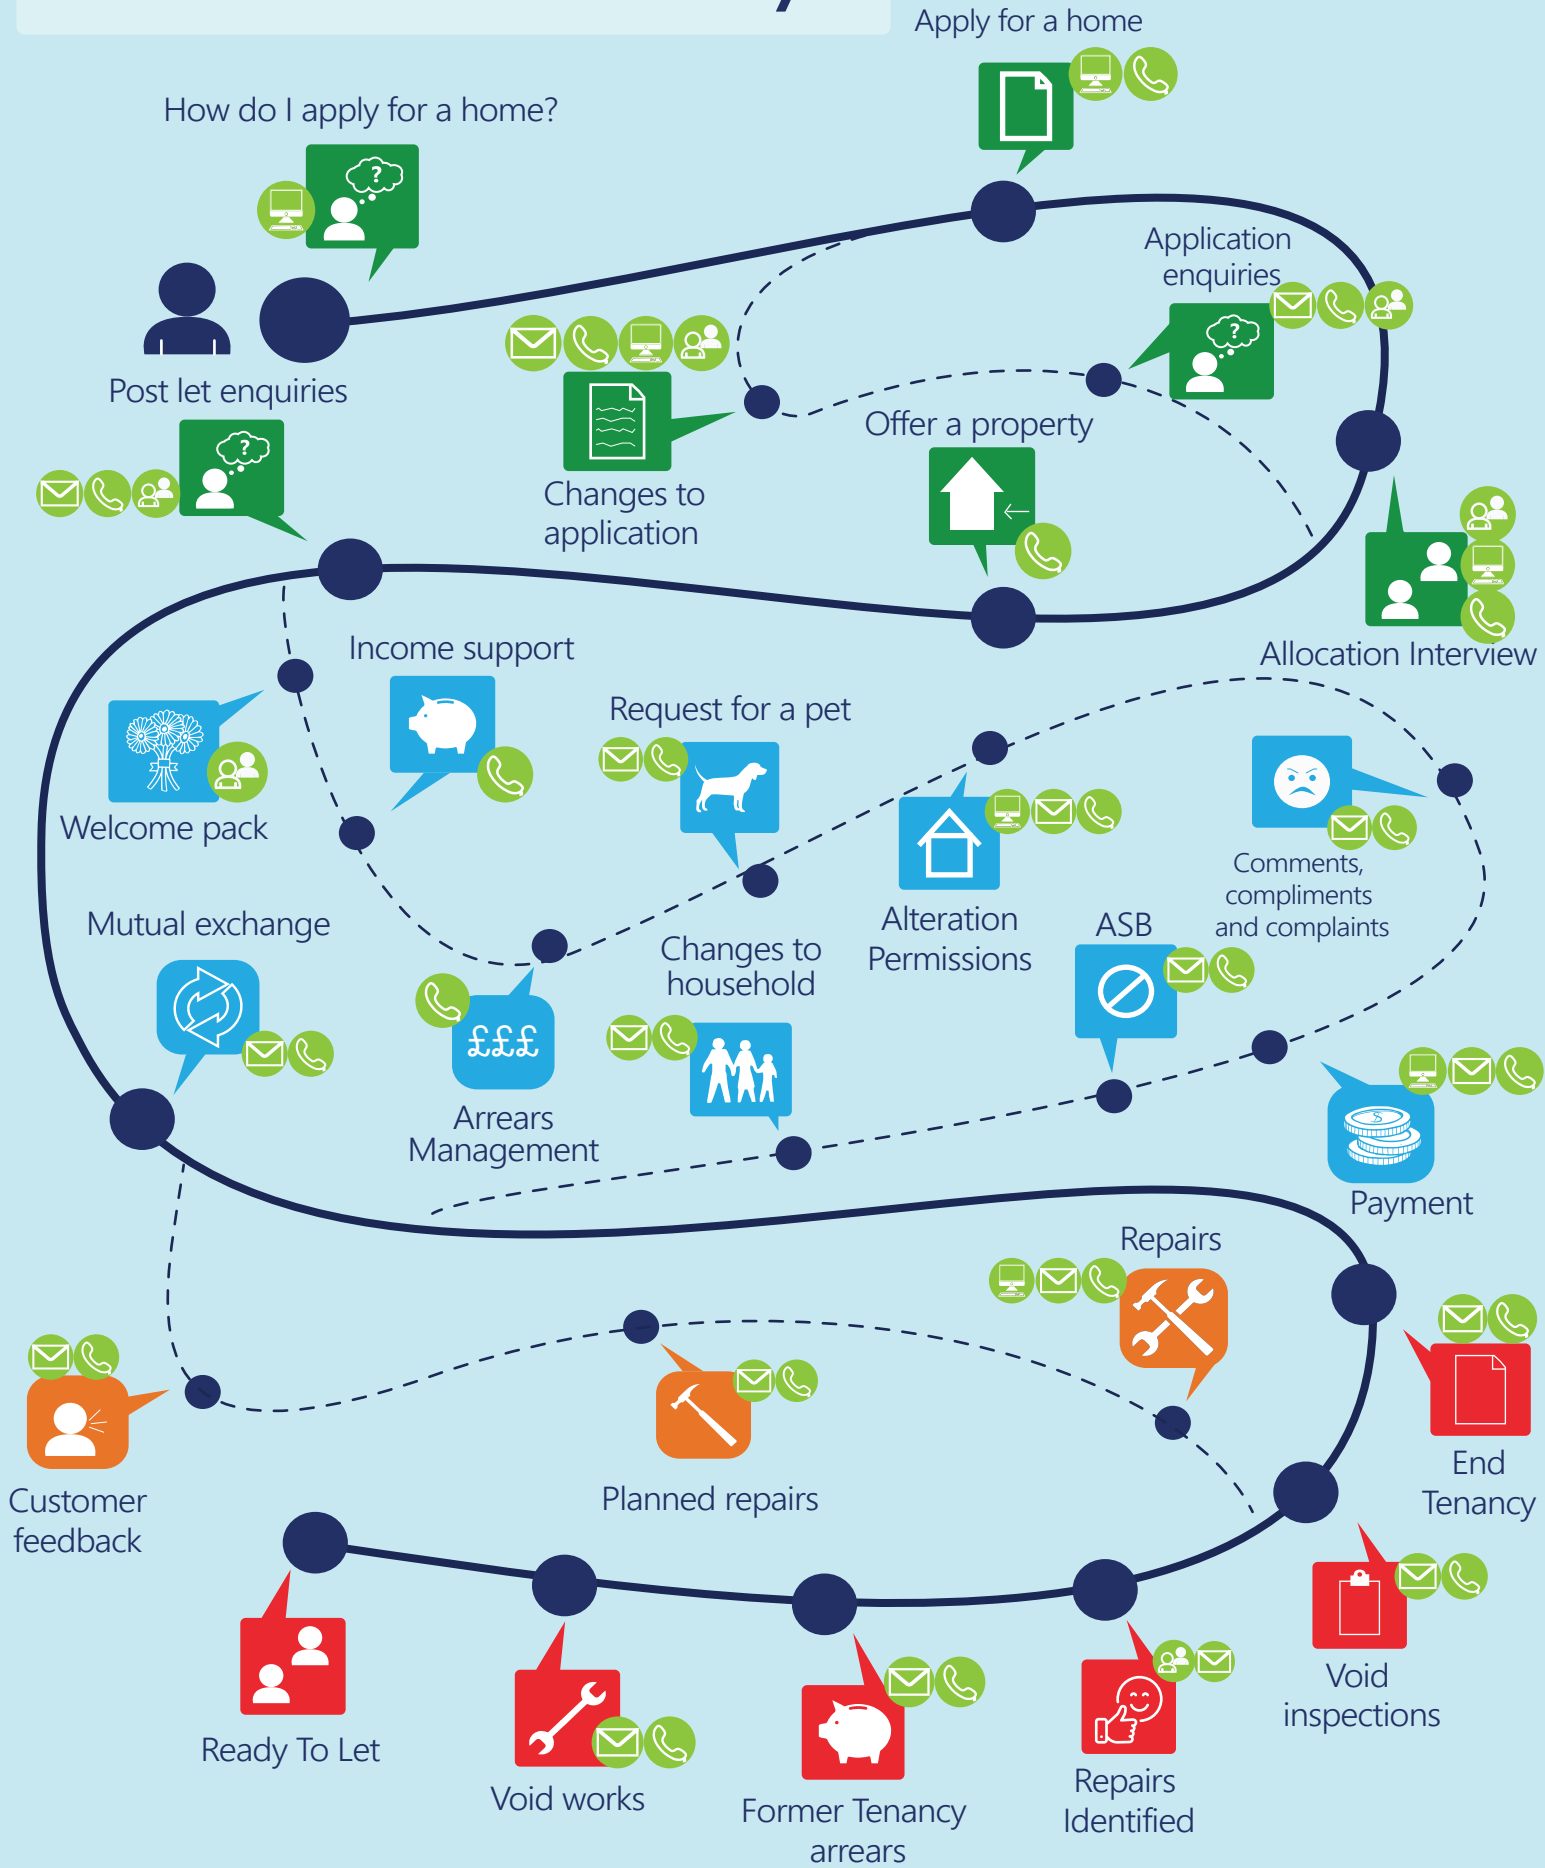 Apply for a home
How do I apply for a home?
?
Application
enquiries
?
Post let enquiries
?
Offer a property
Changes to
application
Allocation Interview
Income support
Request for a pet
Welcome pack
Comments,
compliments
and complaints
Alteration
Permissions
ASB
Mutual exchange
Changes to
household
£££
Arrears
Management
$
Payment
Repairs
End
Tenancy
Customer
feedback
Planned repairs
Void
inspections
Ready To Let
Void works
Repairs
Identified
Former Tenancy
arrears